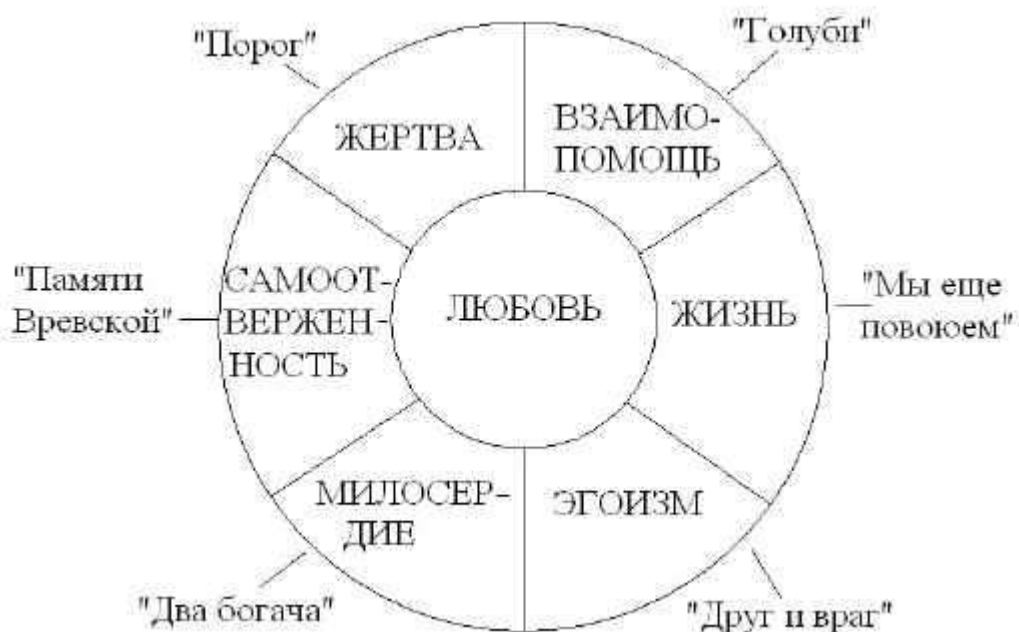 "Порог"
"Голуби"
ЖЕРТВА
ВЗАИМО-
ПОМОЩЬ
"Памяти
Вревской"
САМООТ-
ВЕРЖЕН-
НОСТЬ
ЛЮБОВЬ
ЖИЗНЬ
"Мы еще
повоюем"
МИЛОСЕР-
ДИЕ
ЭГОИЗМ
"Два богача"
"Друг и враг"